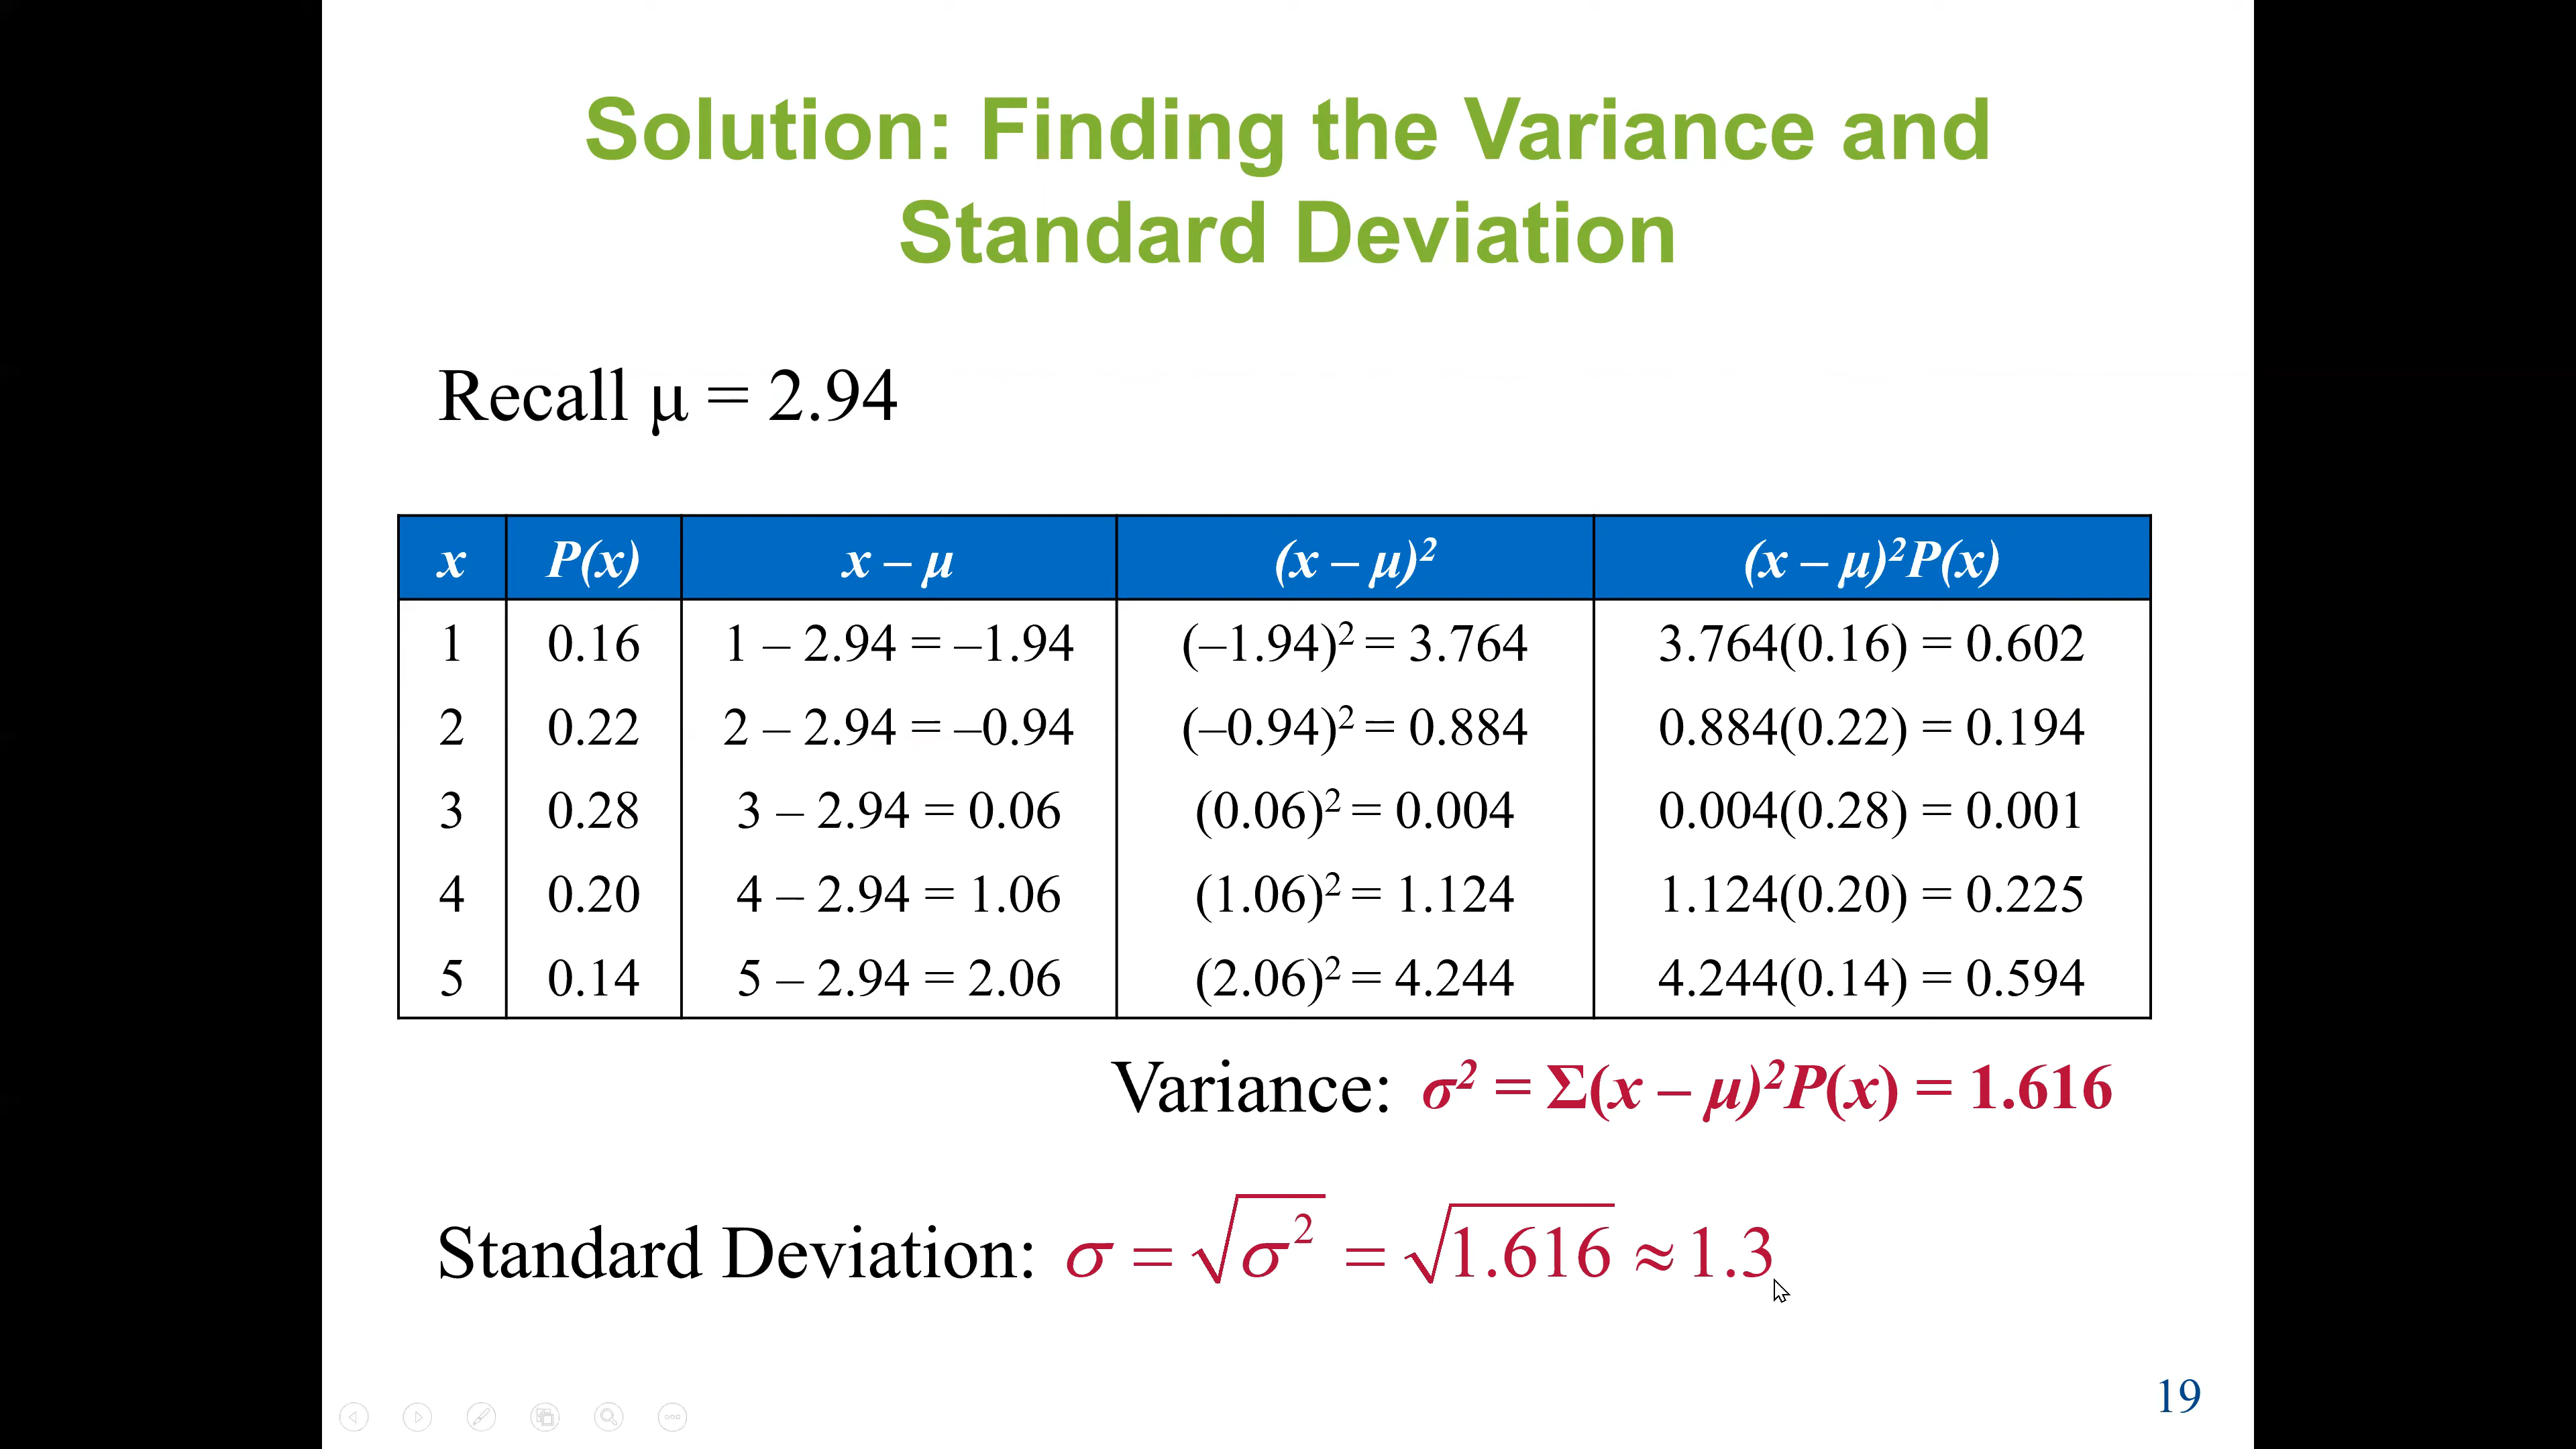 Solution: Finding the Variance and
Standard Deviation
Recall μ = 2.94
x P(x) x – μ (x – μ)² (x – μ)²P(x)
1 0.16 1 – 2.94 = –1.94 (–1.94)² = 3.764 3.764(0.16) = 0.602
2 0.22 2 – 2.94 = –0.94 (–0.94)² = 0.884 0.884(0.22) = 0.194
3 0.28 3 – 2.94 = 0.06 (0.06)² = 0.004 0.004(0.28) = 0.001
4 0.20 4 – 2.94 = 1.06 (1.06)² = 1.124 1.124(0.20) = 0.225
5 0.14 5 – 2.94 = 2.06 (2.06)² = 4.244 4.244(0.14) = 0.594
Variance: σ² = Σ(x – μ)²P(x) = 1.616
Standard Deviation: σ = √σ² = √1.616 ≈ 1.3
19